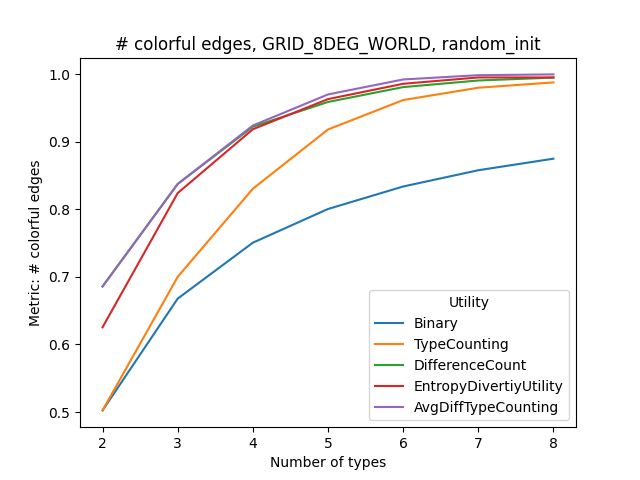 # colorful edges, GRID_8DEG_WORLD, random_init
Metric: # colorful edges
1.0
0.9
0.8
0.7
0.6
0.5
2 3 4 5 6 7 8
Number of types
Utility
Binary
TypeCounting
DifferenceCount
EntropyDivertiyUtility
AvgDiffTypeCounting